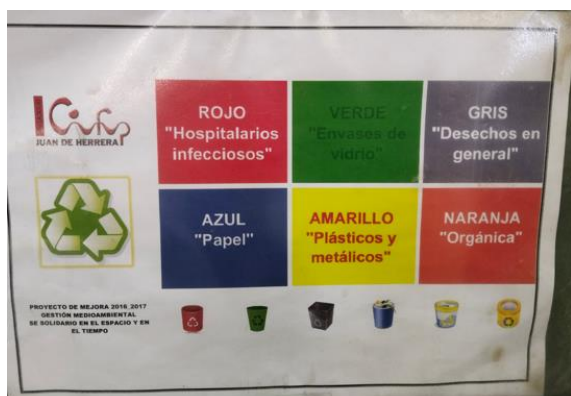 Cifp
JUAN DE HERRERA
ROJO
"Hospitalarios
infecciosos"
VERDE
"Envases de
vidrio"
GRIS
"Desechos en
general"
AZUL
"Papel"
AMARILLO
"Plásticos y
metálicos"
NARANJA
"Orgánica"
PROYECTO DE MEJORA 2016_2017
GESTIÓN MEDIOAMBIENTAL
SE SOLIDARIO EN EL ESPACIO Y EN
EL TIEMPO